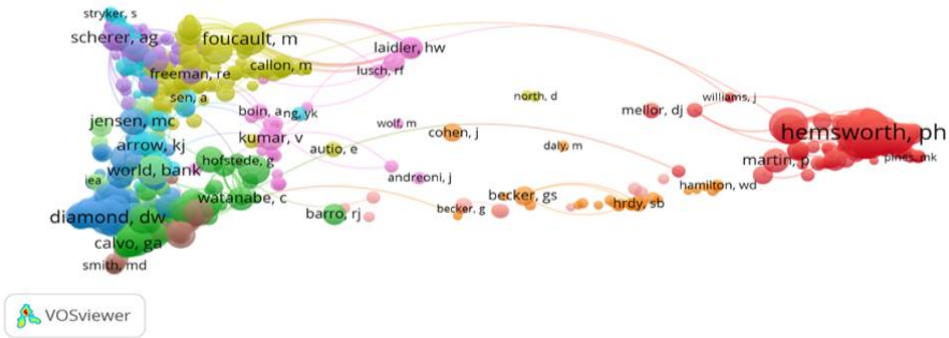 stryker, s
scherer, ag
foucault, m
laidler, hw
callon, m
lusch, rf
freeman, re
sen, a
north, d
williams, j
mellor, dj
boin, a
ng, yk
jensen, mc
wolf, m
hemsworth, ph
kumar, v
cohen, j
arrow, kj
autio, e
daly, m
hofstede, g
martin, p
pines, mk
world, bank
iea
andreoni, j
hamilton, wd
watanabe, c
becker, gs
hrdy, sb
diamond, dw
barro, rj
becker, g
calvo, ga
smith, md
VOSviewer